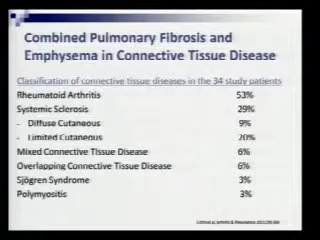 Combined Pulmonary Fibrosis and
Emphysema in Connective Tissue Disease
Classification of connective tissue diseases in the 34 study patients
Rheumatoid Arthritis 53%
Systemic Sclerosis 29%
- Diffuse Cutaneous 9%
- Limited Cutaneous 20%
Mixed Connective Tissue Disease 6%
Overlapping Connective Tissue Disease 6%
Sjögren Syndrome 3%
Polymyositis 3%